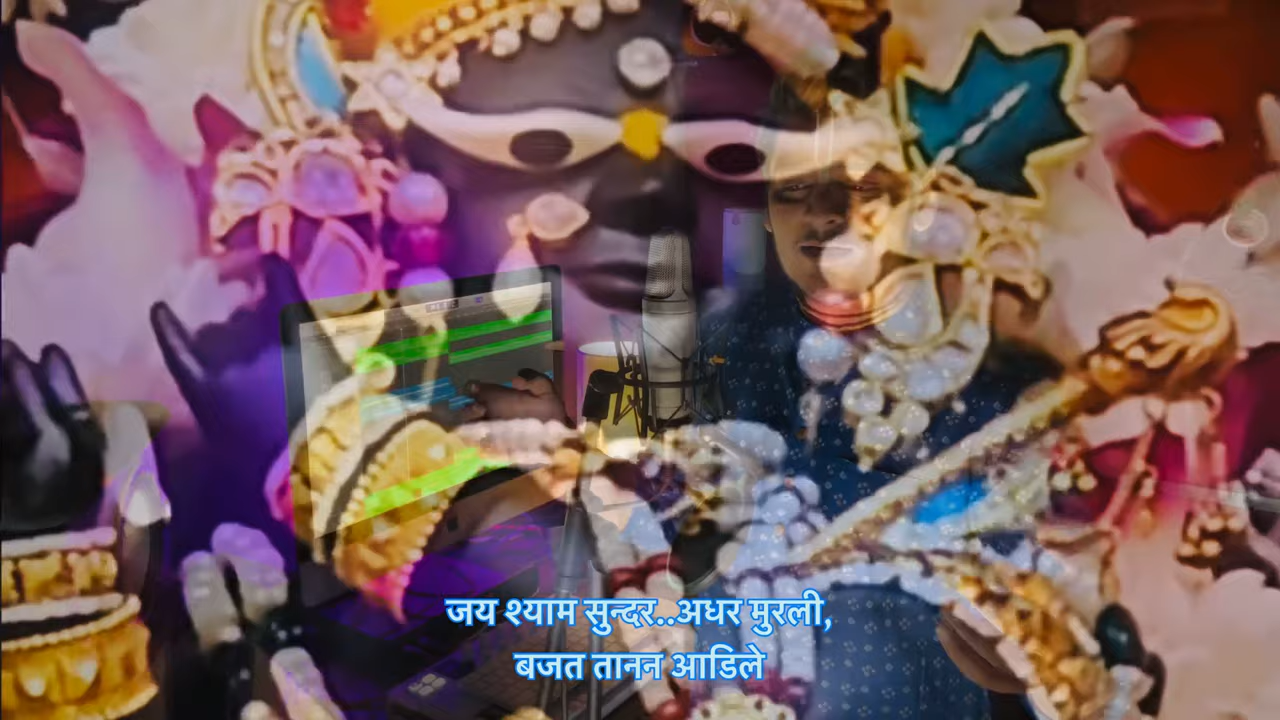 जय श्याम सुन्दर..अधर मुरली,
बजत तानन आडिले